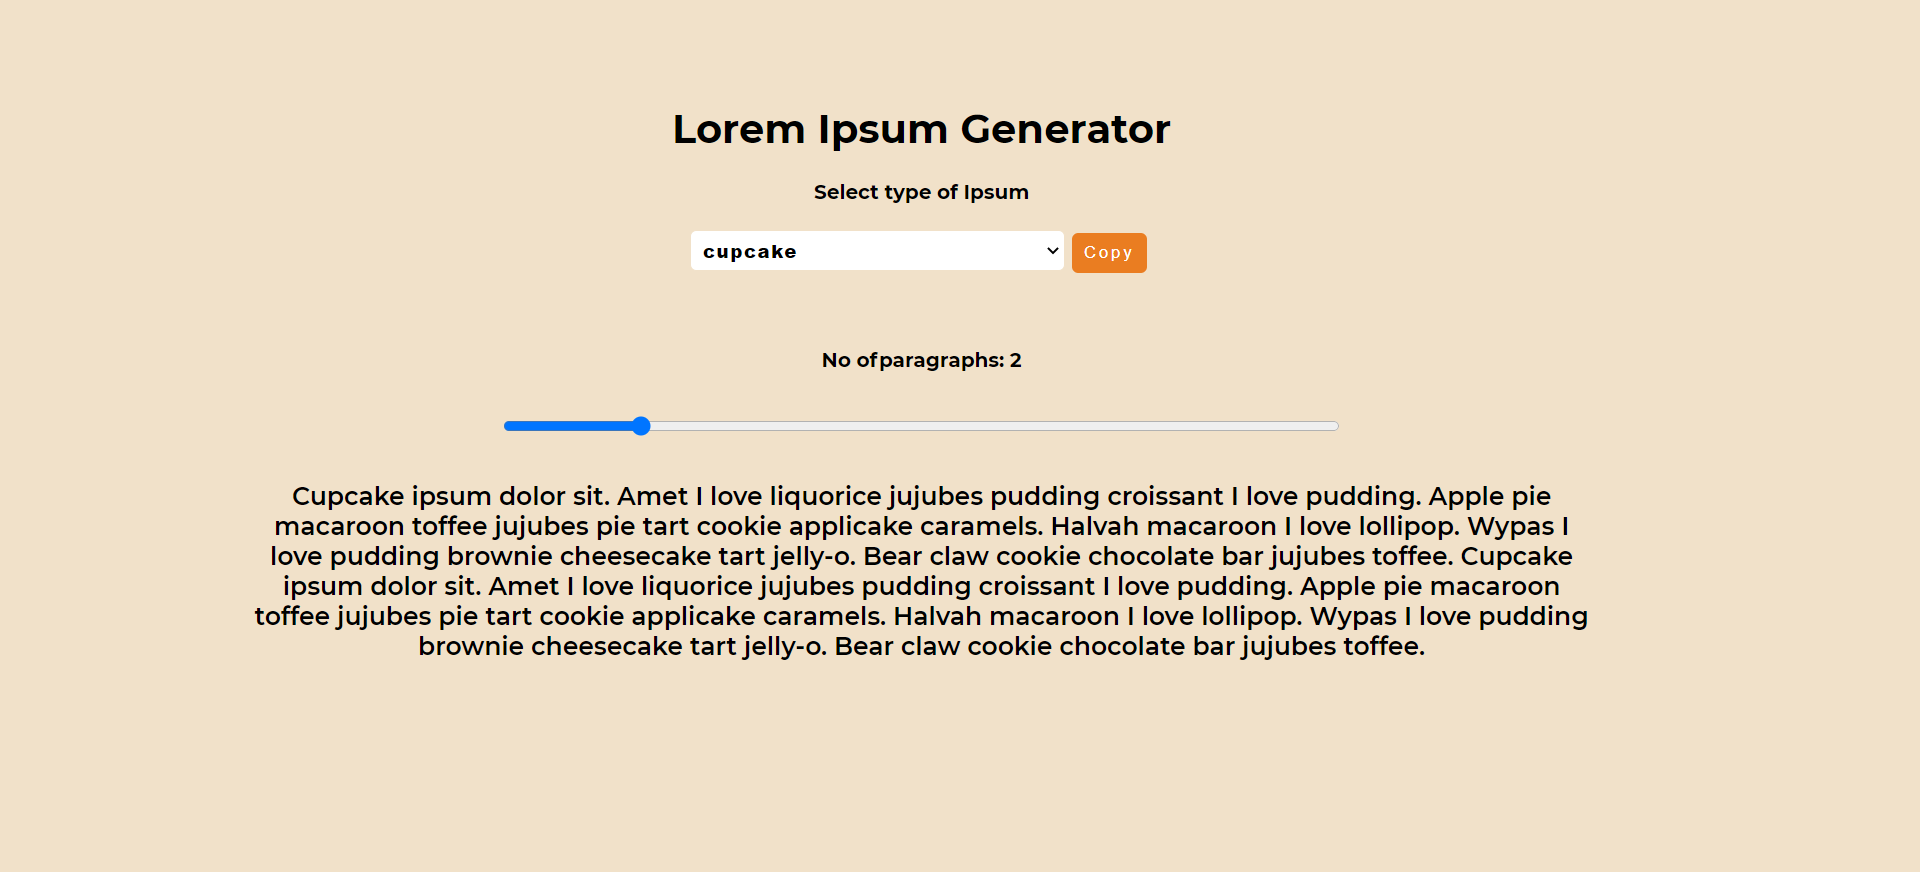 Lorem Ipsum Generator
Select type of Ipsum
cupcake
Copy
No ofparagraphs: 2
Cupcake ipsum dolor sit. Amet I love liquorice jujubes pudding croissant I love pudding. Apple pie
macaroon toffee jujubes pie tart cookie applicake caramels. Halvah macaroon I love lollipop. Wypas I
love pudding brownie cheesecake tart jelly-o. Bear claw cookie chocolate bar jujubes toffee. Cupcake
ipsum dolor sit. Amet I love liquorice jujubes pudding croissant I love pudding. Apple pie macaroon
toffee jujubes pie tart cookie applicake caramels. Halvah macaroon I love lollipop. Wypas I love pudding
brownie cheesecake tart jelly-o. Bear claw cookie chocolate bar jujubes toffee.